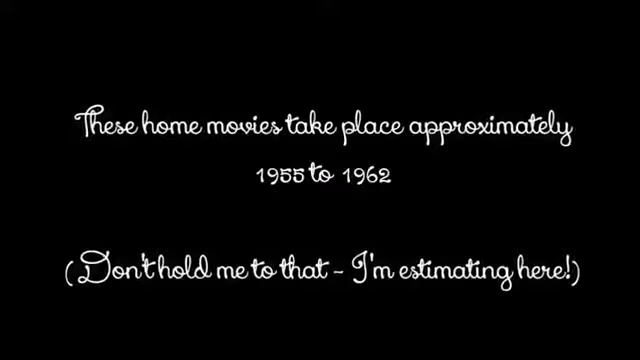 These home movies take place approximately
1955 to 1962
(Don't hold me to that - I'm estimating here!)